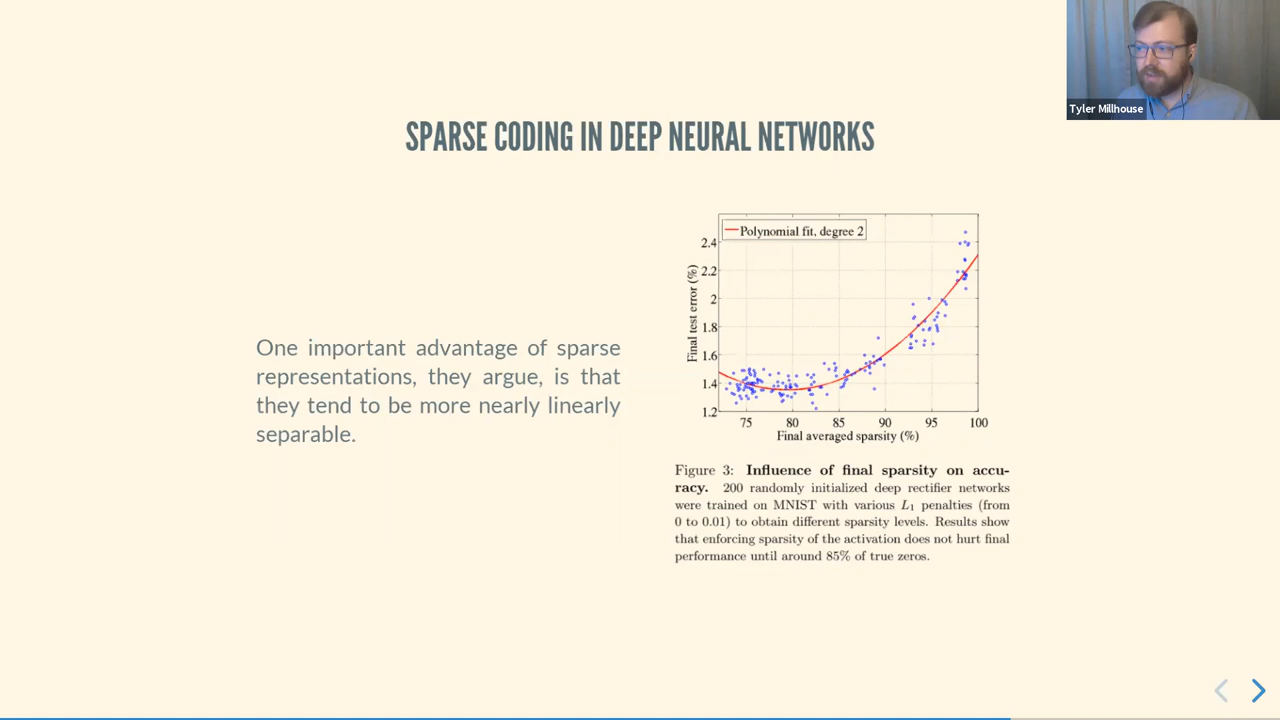 Tyler Millhouse
SPARSE CODING IN DEEP NEURAL NETWORKS
One important advantage of sparse
representations, they argue, is that
they tend to be more nearly linearly
separable.
Polynomial fit, degree 2
2.4
2.2
2
1.8
1.6
1.4
1.2
Final test error (%)
75 80 85 90 95 100
Final averaged sparsity (%)
Figure 3: Influence of final sparsity on accu-
racy. 200 randomly initialized deep rectifier networks
were trained on MNIST with various L1 penalties (from
0 to 0.01) to obtain different sparsity levels. Results show
that enforcing sparsity of the activation does not hurt final
performance until around 85% of true zeros.